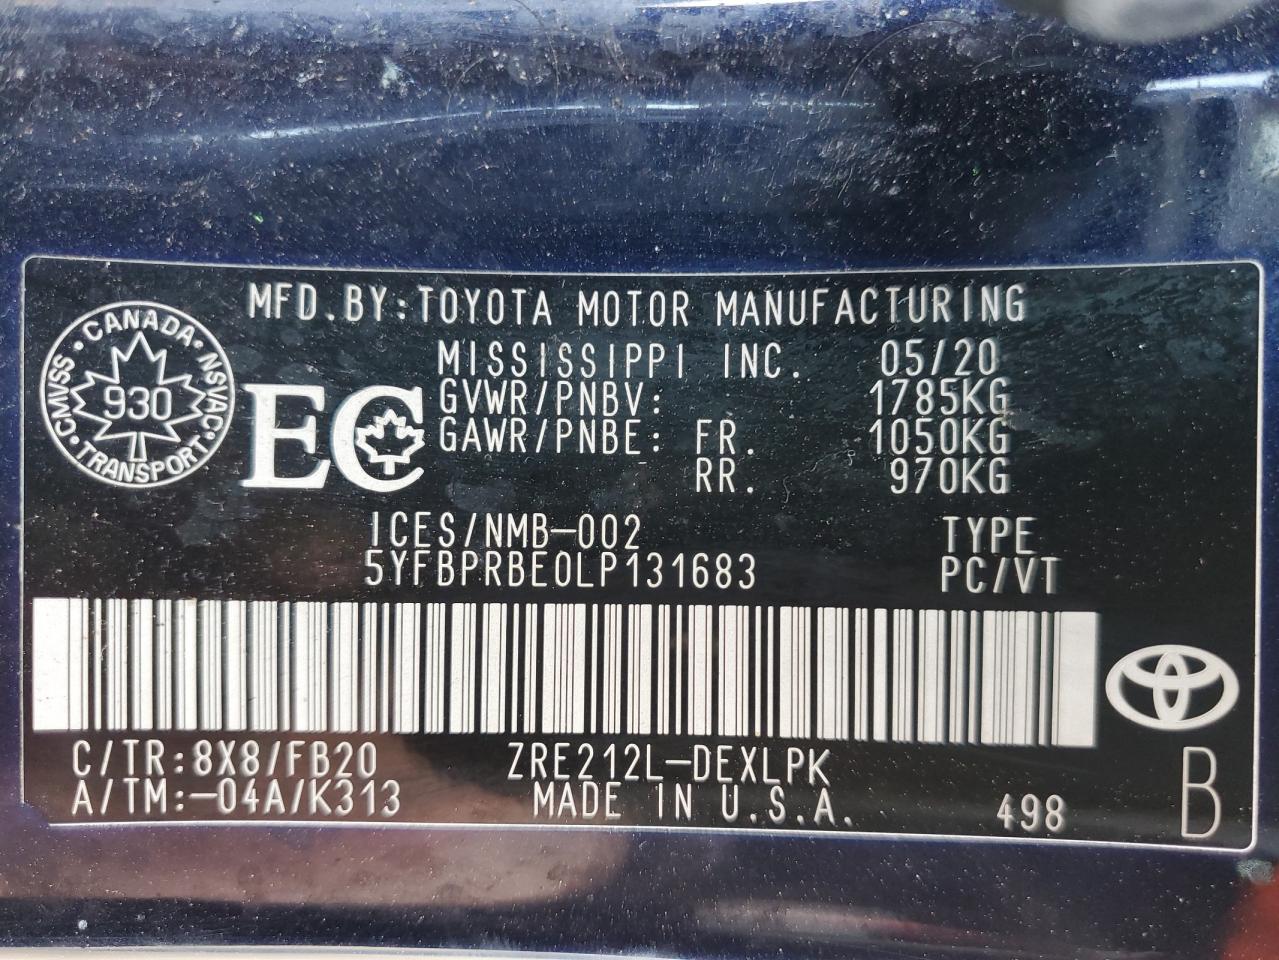 MFD.BY:TOYOTA MOTOR MANUFACTURING
MISSISSIPPI INC. 05/20
CANADA · NSVAC · TRANSPORT · CMVSS
930
EC
GVWR/PNBV: 1785KG
GAWR/PNBE: FR. 1050KG
RR. 970KG
ICES/NMB-002 TYPE
5YFBPRBE0LP131683 PC/VT
C/TR:8X8/FB20 ZRE212L-DEXLPK
A/TM:-04A/K313 MADE IN U.S.A. 498 B